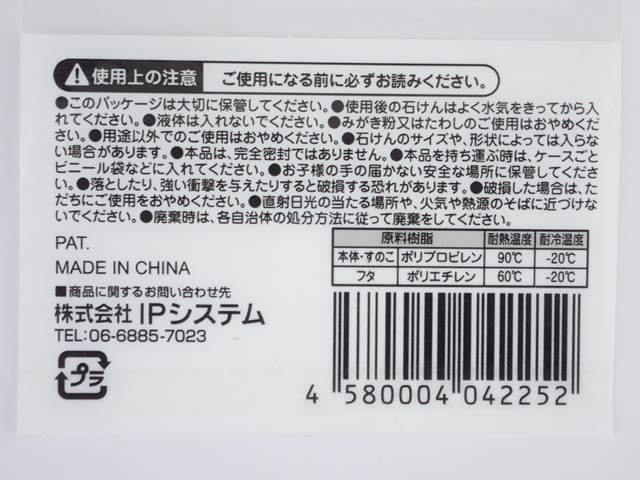 使用上の注意 ご使用になる前に必ずお読みください。
●このパッケージは大切に保管してください。●使用後の石けんはよく水気をきってから入
れてください。●液体は入れないでください。●みがき粉又はたわしのご使用はおやめくだ
さい。●用途以外でのご使用はおやめください。●石けんのサイズや、形状によっては入らな
い場合があります。●本品は、完全密封ではありません。●本品を持ち運ぶ時は、ケースごと
ビニール袋などに入れてください。●お子様の手の届かない安全な場所に保管してくださ
い。●落としたり、強い衝撃を与えたりすると破損する恐れがあります。●破損した場合は、た
だちにご使用をおやめください。●直射日光の当たる場所や、火気や熱源のそばに近づけな
いでください。●廃棄時は、各自治体の処分方法に従って廃棄をしてください。
PAT.
MADE IN CHINA
■商品に関するお問い合わせ先
株式会社 IPシステム
TEL:06-6885-7023
プラ
原料樹脂 耐熱温度 耐冷温度
本体・すのこ ポリプロピレン 90℃ -20℃
フタ ポリエチレン 60℃ -20℃
4 580004 042252